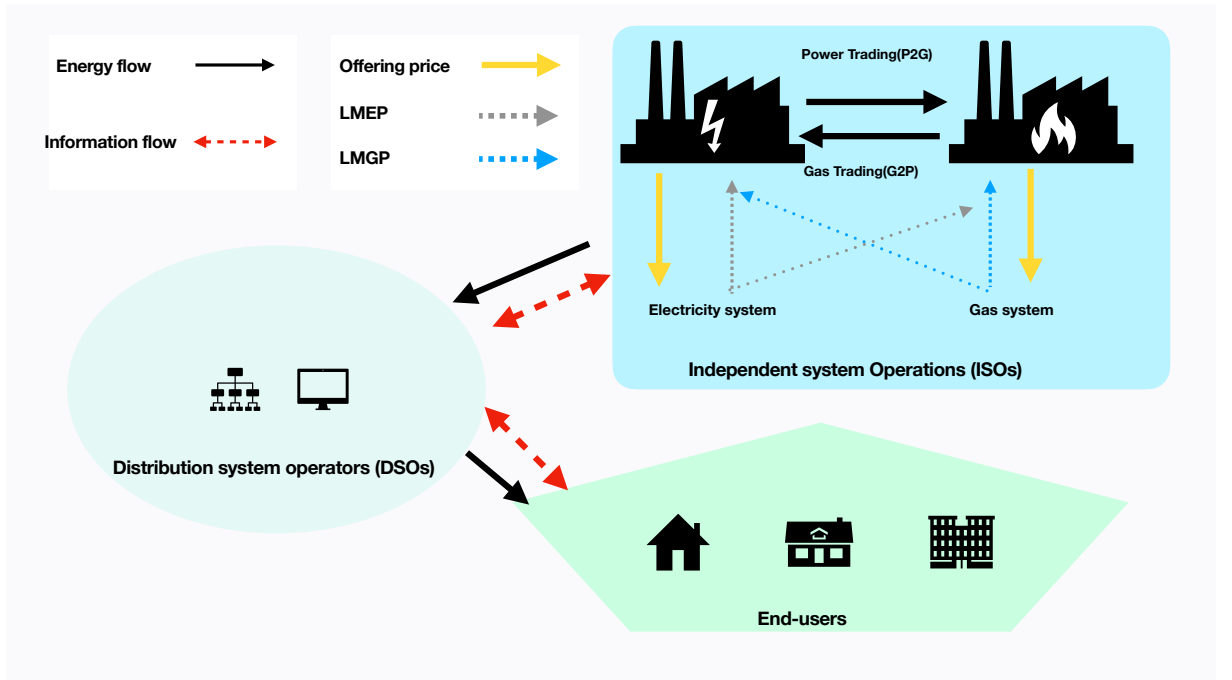 Energy flow
Information flow
Offering price
LMEP
LMGP
Power Trading(P2G)
Gas Trading(G2P)
Electricity system
Gas system
Independent system Operations (ISOs)
Distribution system operators (DSOs)
End-users